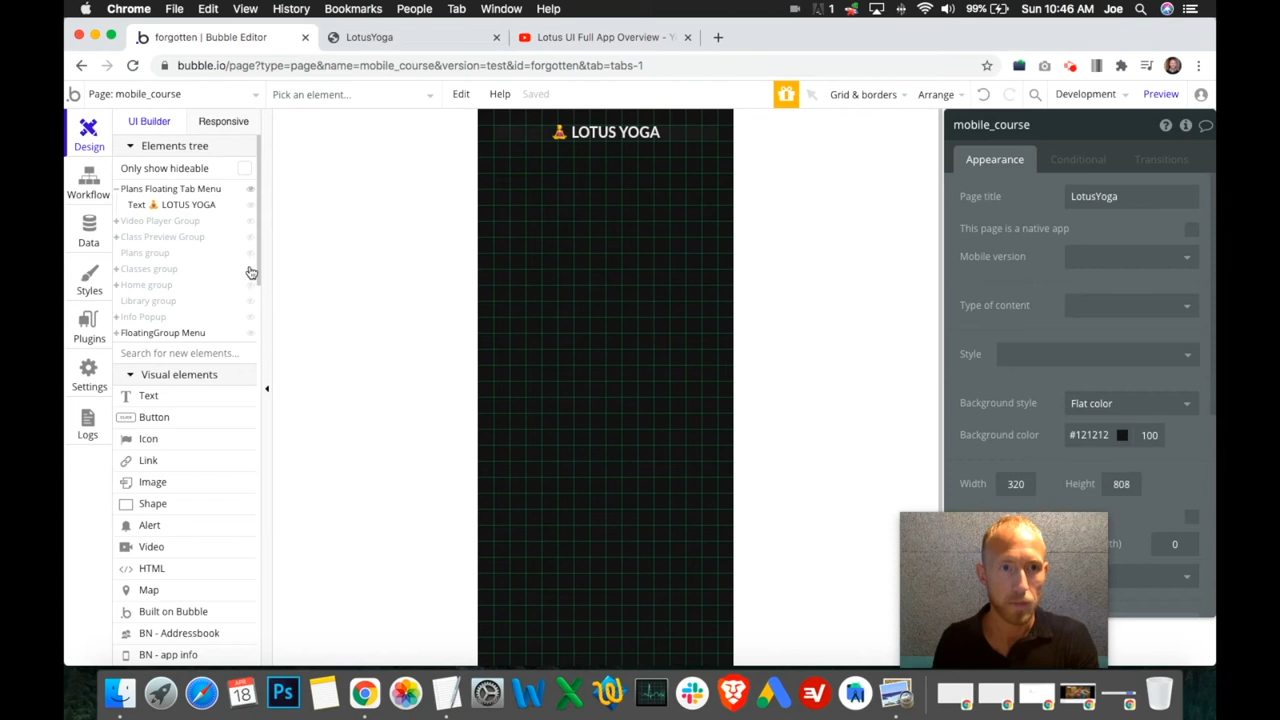 Chrome File Edit View History Bookmarks People Tab Window Help 1 99% Sun 10:46 AM Joe
forgotten | Bubble Editor × LotusYoga × Lotus UI Full App Overview - Y × +
bubble.io/page?type=page&name=mobile_course&version=test&id=forgotten&tab=tabs-1
Page: mobile_course Pick an element... Edit Help Saved Grid & borders Arrange Development Preview
UI Builder Responsive
Design
Workflow
Data
Styles
Plugins
Settings
Logs
Elements tree
Only show hideable
Plans Floating Tab Menu
Text 🧘 LOTUS YOGA
Video Player Group
Class Preview Group
Plans group
Classes group
Home group
Library group
Info Popup
FloatingGroup Menu
Search for new elements...
Visual elements
Text
CLICK Button
Icon
Link
Image
Shape
Alert
Video
HTML
Map
Built on Bubble
BN - Addressbook
BN - app info
🧘 LOTUS YOGA
mobile_course
Appearance Conditional Transitions
Page title LotusYoga
This page is a native app
Mobile version
Type of content
Style
Background style Flat color
Background color #121212 100
Width 320 Height 808
th) 0
APR 18